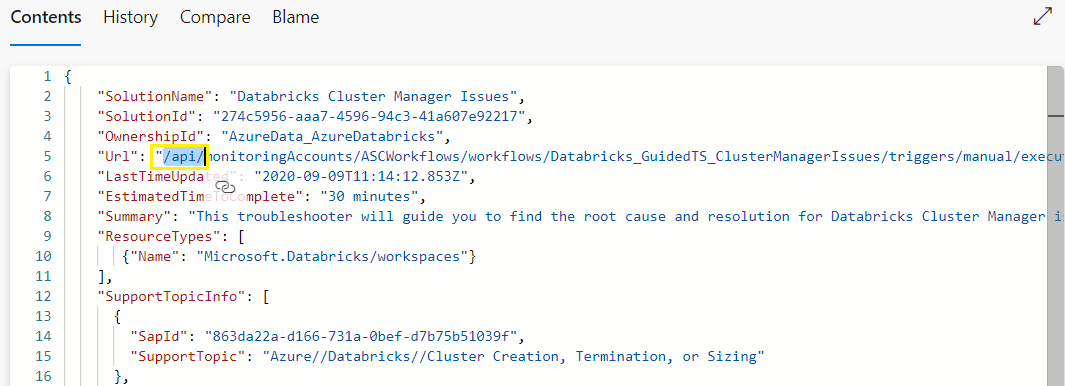 Contents History Compare Blame
1 {
2 "SolutionName": "Databricks Cluster Manager Issues",
3 "SolutionId": "274c5956-aaa7-4596-94c3-41a607e92217",
4 "OwnershipId": "AzureData_AzureDatabricks",
5 "Url": "/api/monitoringAccounts/ASCWorkflows/workflows/Databricks_GuidedTS_ClusterManagerIssues/triggers/manual/execut
6 "LastTimeUpdated": "2020-09-09T11:14:12.853Z",
7 "EstimatedTimeToComplete": "30 minutes",
8 "Summary": "This troubleshooter will guide you to find the root cause and resolution for Databricks Cluster Manager is
9 "ResourceTypes": [
10 {"Name": "Microsoft.Databricks/workspaces"}
11 ],
12 "SupportTopicInfo": [
13 {
14 "SapId": "863da22a-d166-731a-0bef-d7b75b51039f",
15 "SupportTopic": "Azure//Databricks//Cluster Creation, Termination, or Sizing"
16 },